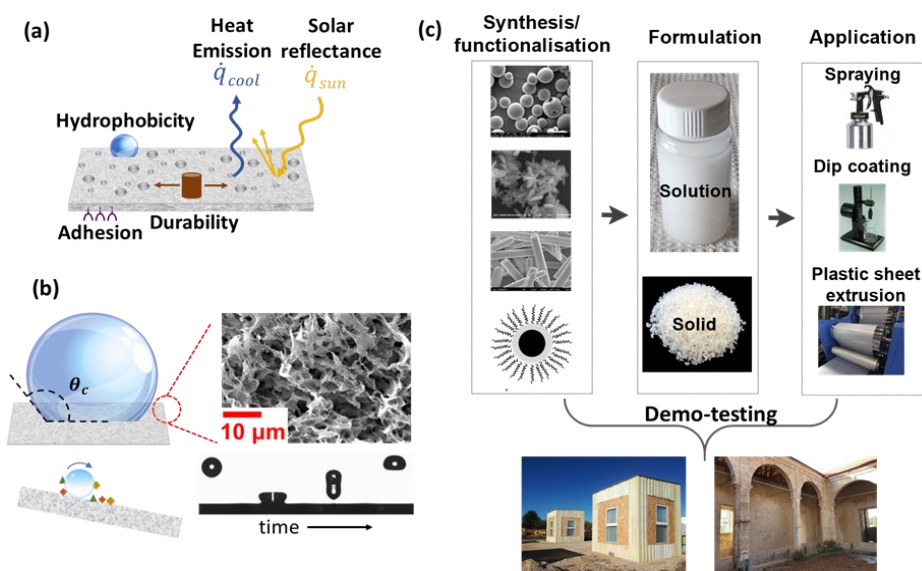 (a)
Heat
Emission
q̇cool
Solar
reflectance
q̇sun
Hydrophobicity
Adhesion
Durability
(b)
θc
10 µm
time
(c)
Synthesis/
functionalisation
Formulation
Solution
Solid
Application
Spraying
Dip coating
Plastic sheet
extrusion
Demo-testing